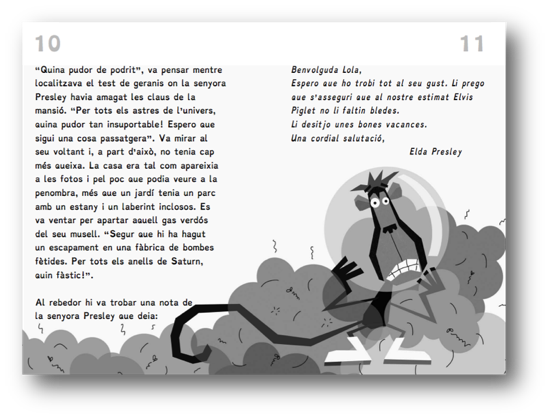 10
"Quina pudor de podrit", va pensar mentre
localitzava el test de geranis on la senyora
Presley havia amagat les claus de la
mansió. "Per tots els astres de l'univers,
quina pudor tan insuportable! Espero que
sigui una cosa passatgera". Va mirar al
seu voltant i, a part d'això, no tenia cap
més queixa. La casa era tal com apareixia
a les fotos i pel poc que podia veure a la
penombra, més que un jardí tenia un parc
amb un estany i un laberint inclosos. Es
va ventar per apartar aquell gas verdós
del seu musell. "Segur que hi ha hagut
un escapament en una fàbrica de bombes
fètides. Per tots els anells de Saturn,
quin fàstic!".
Al rebedor hi va trobar una nota de
la senyora Presley que deia:
11
Benvolguda Lola,
Espero que ho trobi tot al seu gust. Li prego
que s'asseguri que al nostre estimat Elvis
Piglet no li faltin bledes.
Li desitjo unes bones vacances.
Una cordial salutació,
Elda Presley